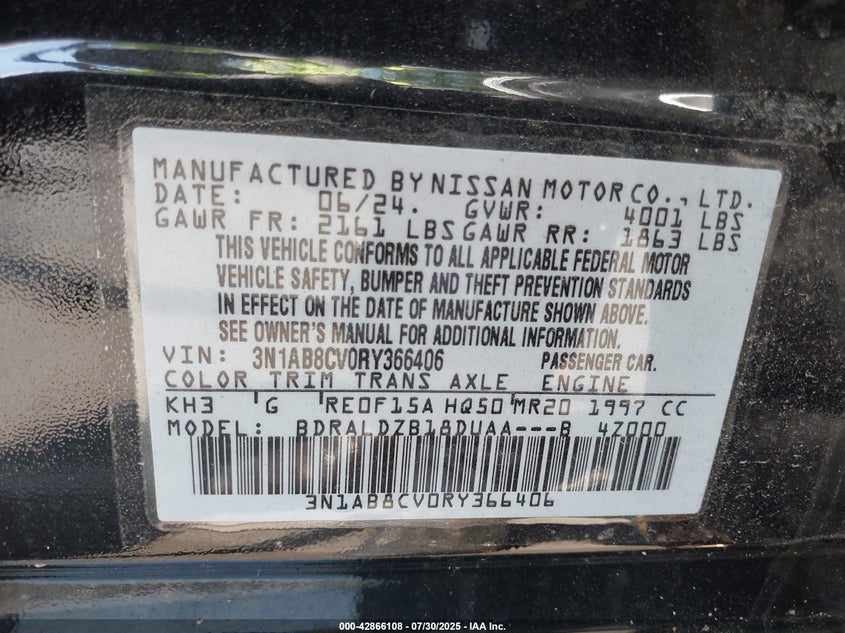 MANUFACTURED BY NISSAN MOTOR CO., LTD.
DATE: 06/24. GVWR: 4001 LBS
GAWR FR: 2161 LBS GAWR RR: 1863 LBS
THIS VEHICLE CONFORMS TO ALL APPLICABLE FEDERAL MOTOR
VEHICLE SAFETY, BUMPER AND THEFT PREVENTION STANDARDS
IN EFFECT ON THE DATE OF MANUFACTURE SHOWN ABOVE.
SEE OWNER'S MANUAL FOR ADDITIONAL INFORMATION.
VIN: 3N1AB8CV0RY366406 PASSENGER CAR.
COLOR TRIM TRANS AXLE ENGINE
KH3 G RE0F15A HQ50 MR20 1997 CC
MODEL: BDRALDZB18DUAA---B 4Z000
3N1AB8CV0RY366406
000-42866108 - 07/30/2025 - IAA Inc.